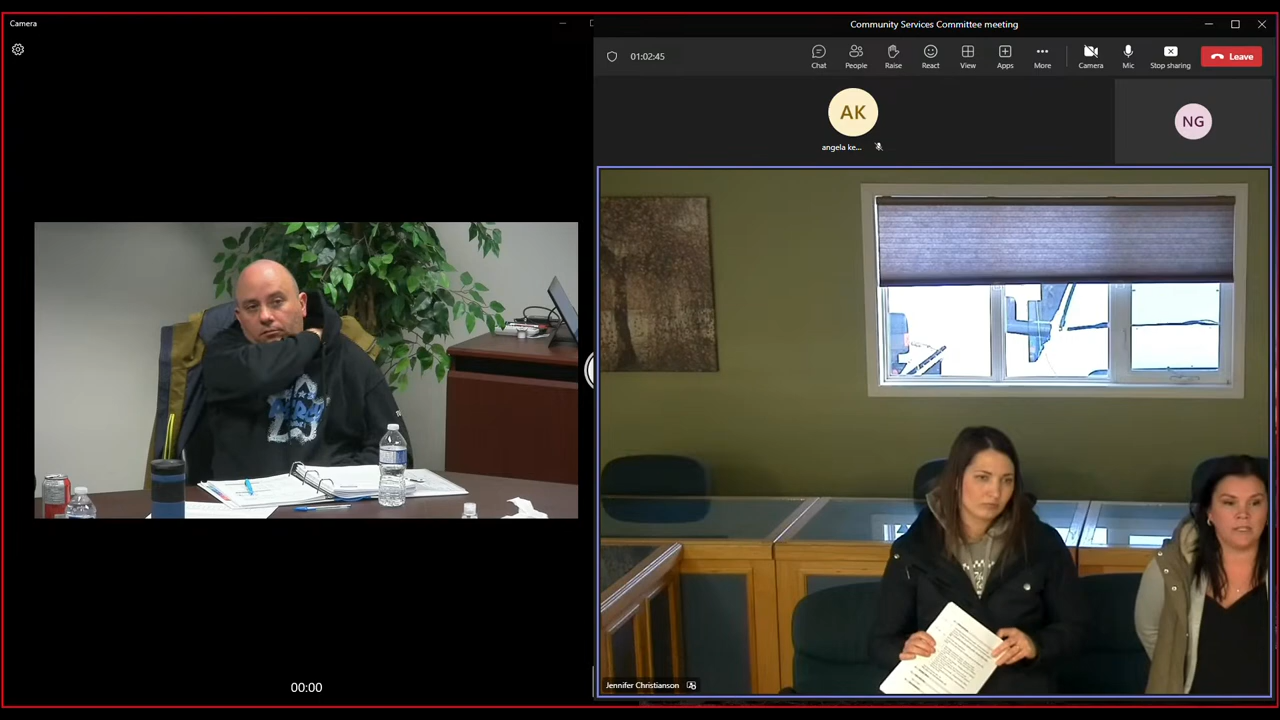 Camera
Community Services Committee meeting
01:02:45
Chat
People
Raise
React
View
Apps
More
Camera
Mic
Stop sharing
Leave
AK
angela ke...
NG
Jennifer Christianson
00:00